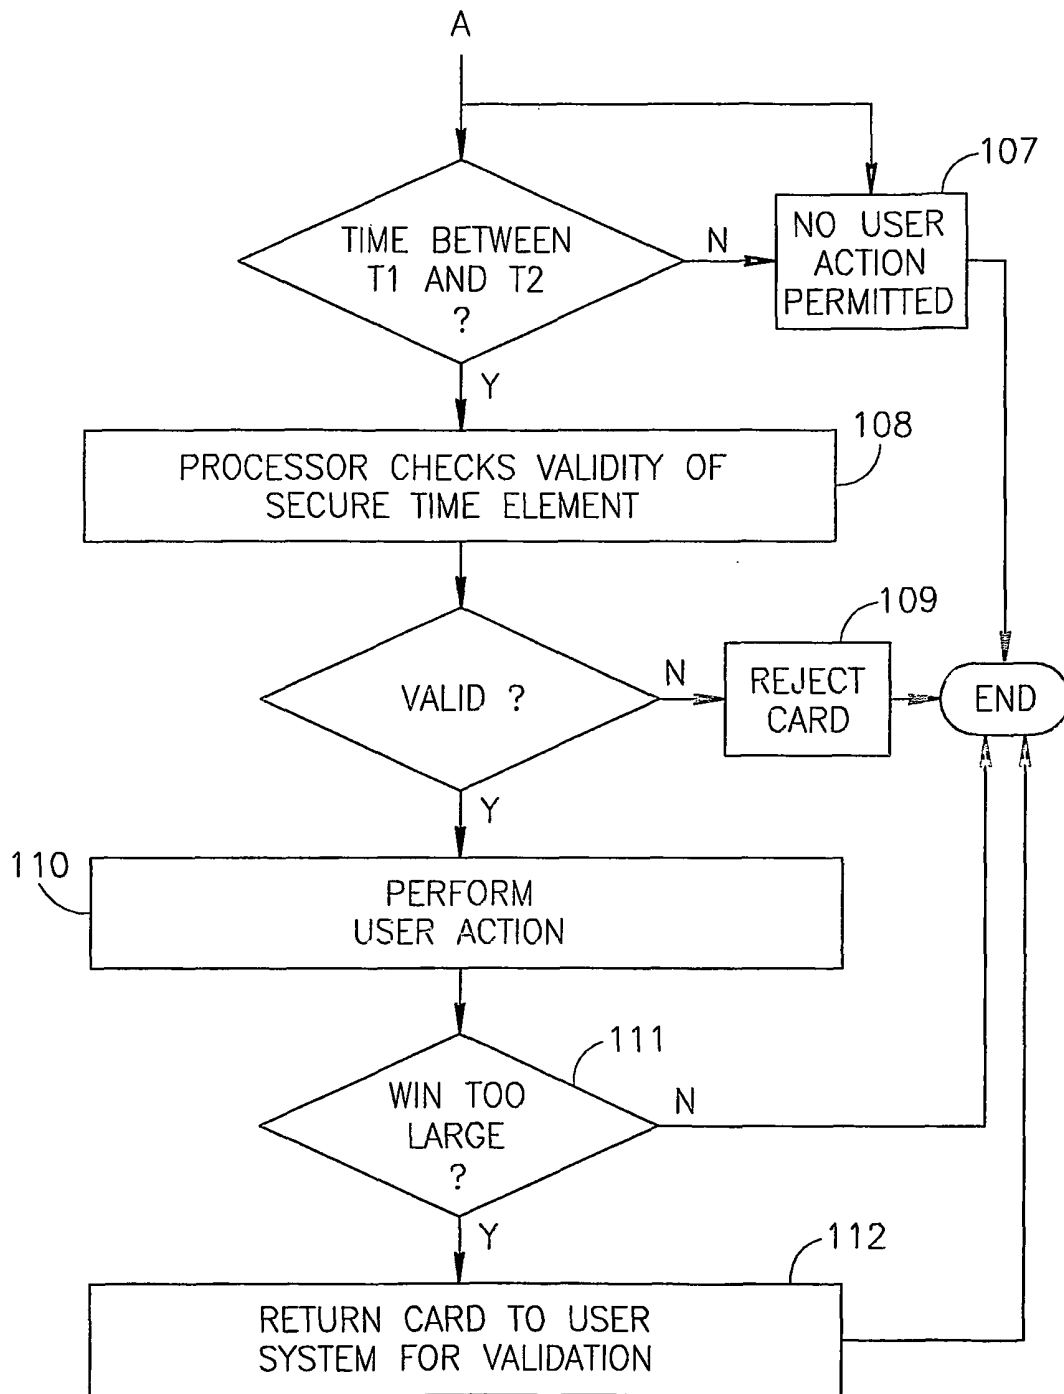 A
107
TIME BETWEEN
T1 AND T2
?
N
NO USER
ACTION
PERMITTED
Y
108
PROCESSOR CHECKS VALIDITY OF
SECURE TIME ELEMENT
109
VALID ?
N
REJECT
CARD
END
Y
110
PERFORM
USER ACTION
111
WIN TOO
LARGE
?
N
Y
112
RETURN CARD TO USER
SYSTEM FOR VALIDATION